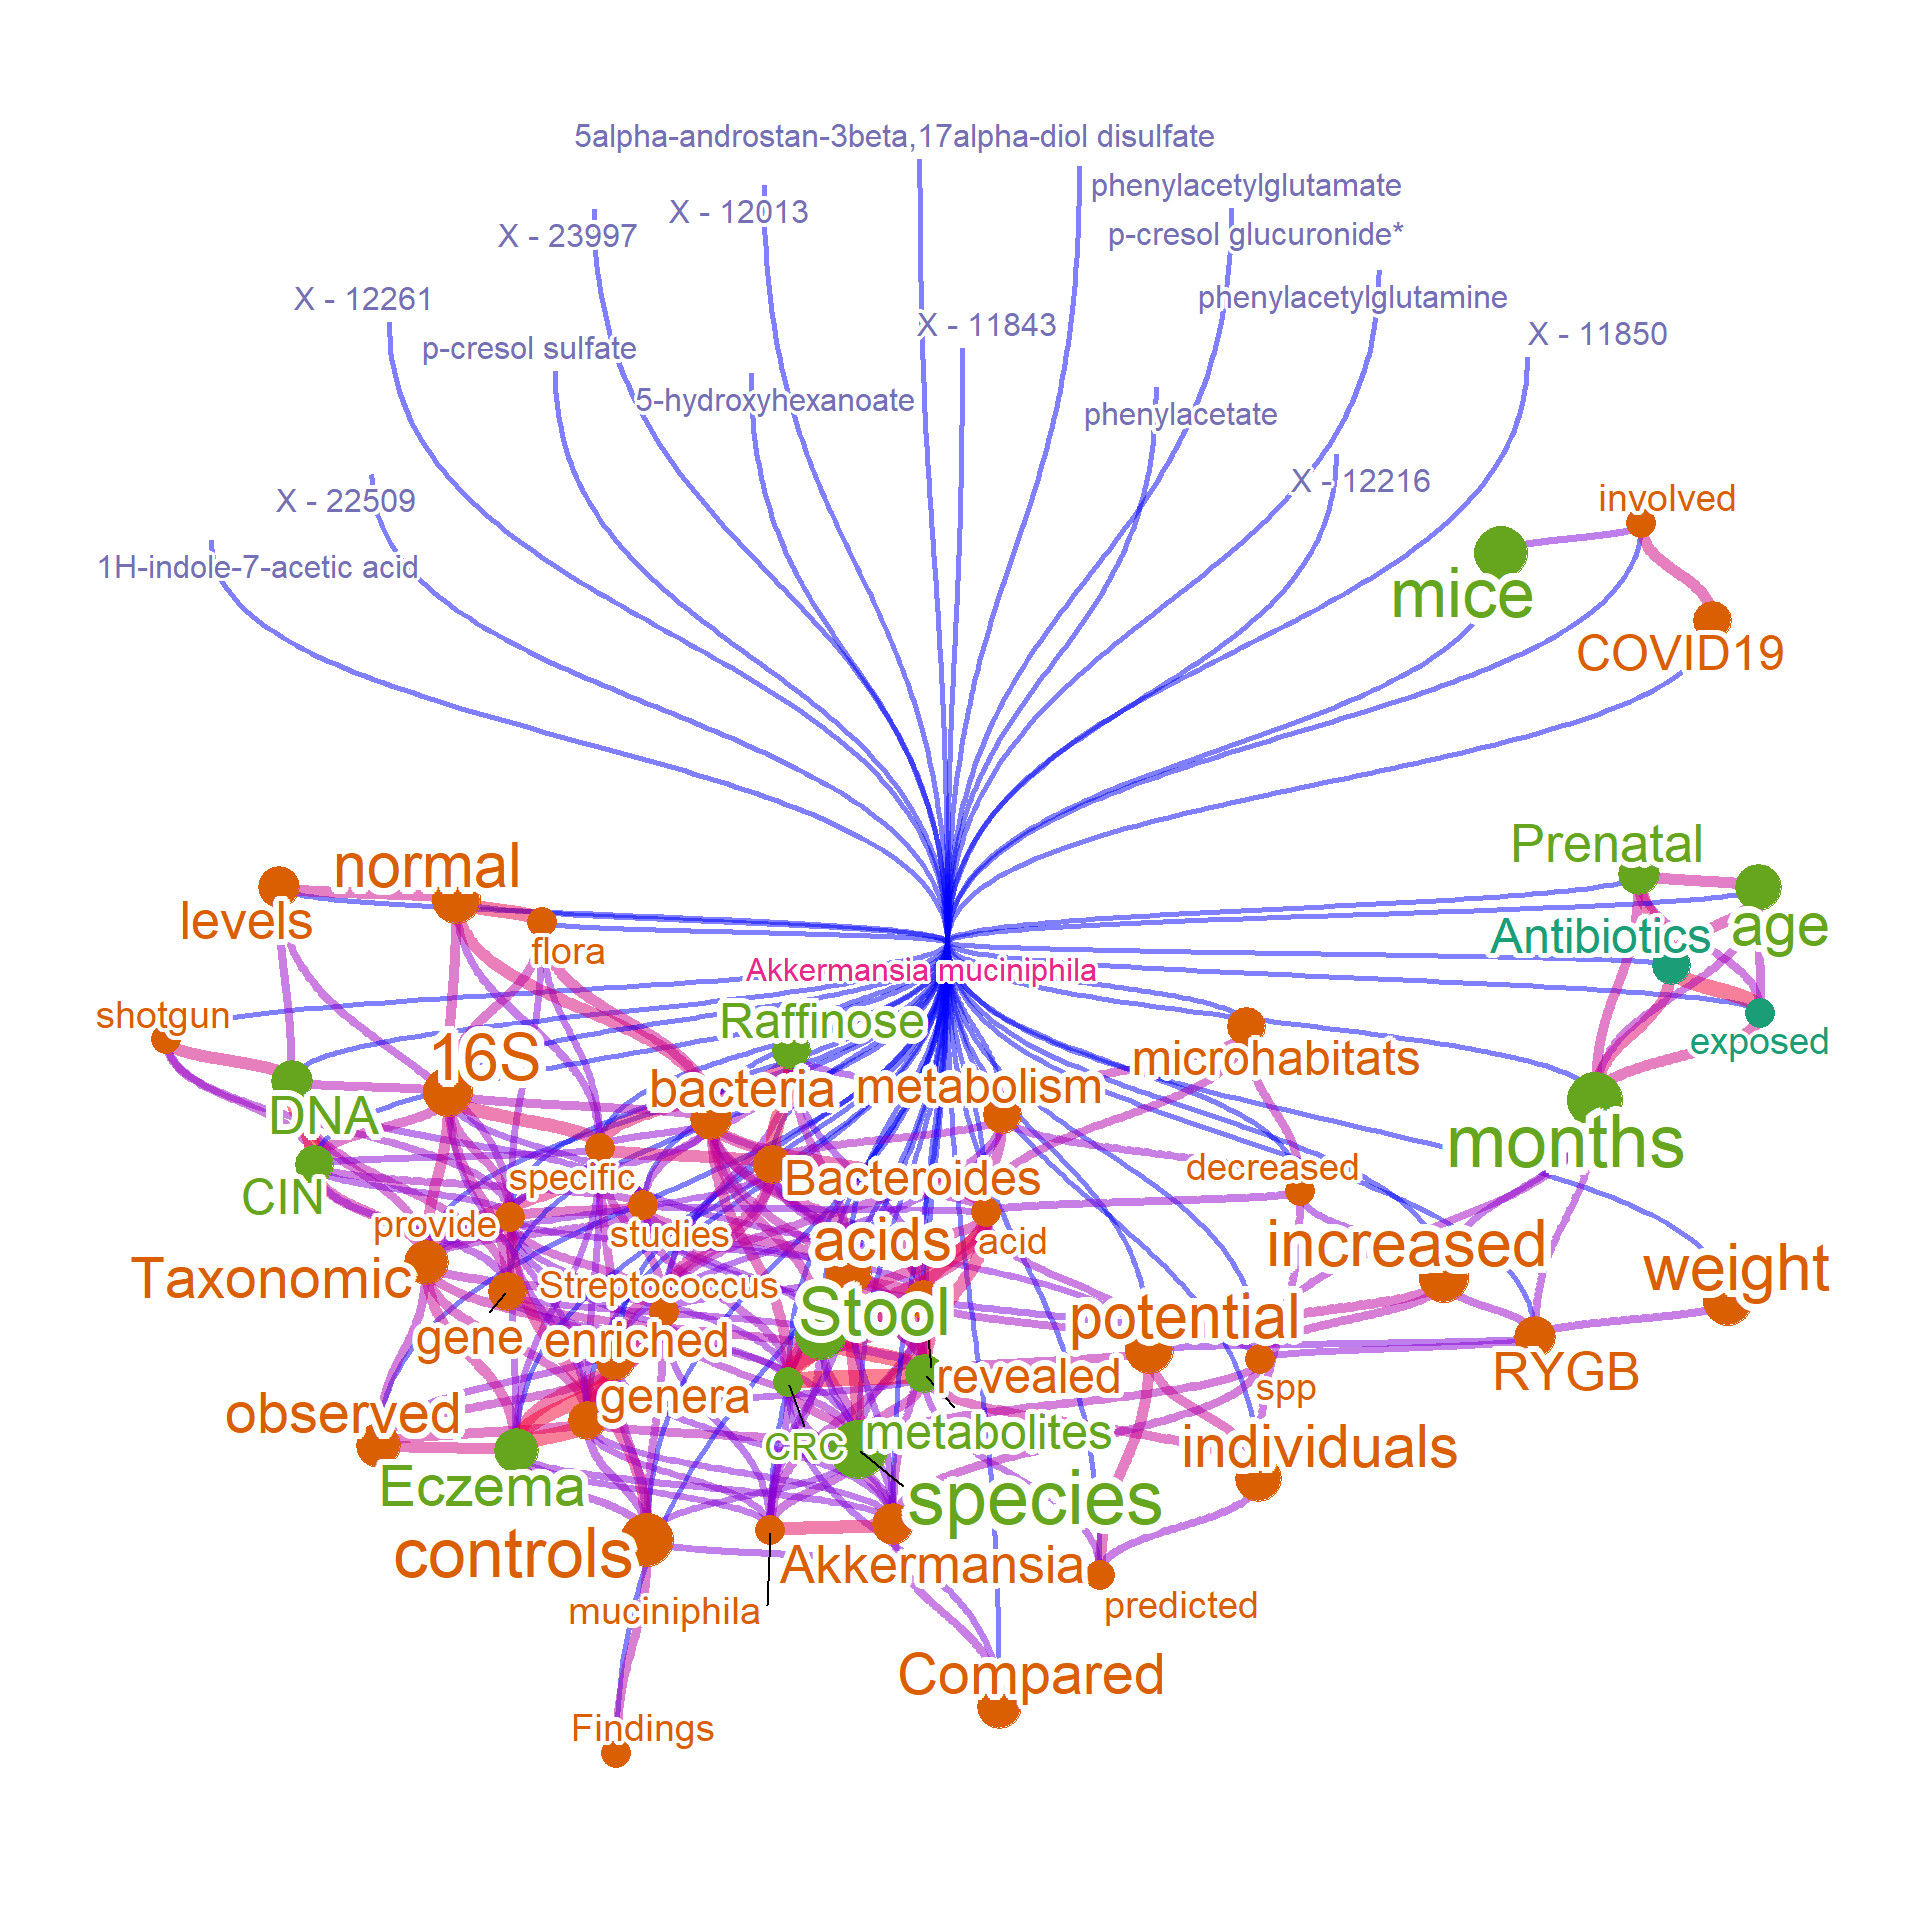 5alpha-androstan-3beta,17alpha-diol disulfate
phenylacetylglutamate
X - 12013
X - 23997
p-cresol glucuronide*
X - 12261
phenylacetylglutamine
X - 11843
X - 11850
p-cresol sulfate
5-hydroxyhexanoate
phenylacetate
X - 12216
X - 22509
involved
1H-indole-7-acetic acid
mice
COVID19
Prenatal
normal
levels
flora
Antibiotics
age
Akkermansia muciniphila
shotgun
Raffinose
exposed
16S
microhabitats
bacteria
metabolism
DNA
months
decreased
specific
Bacteroides
CIN
provide
studies
acids
acid
increased
Taxonomic
Streptococcus
weight
Stool
potential
gene
enriched
revealed
RYGB
spp
genera
observed
CRC
metabolites
individuals
Eczema
species
controls
Akkermansia
muciniphila
predicted
Compared
Findings